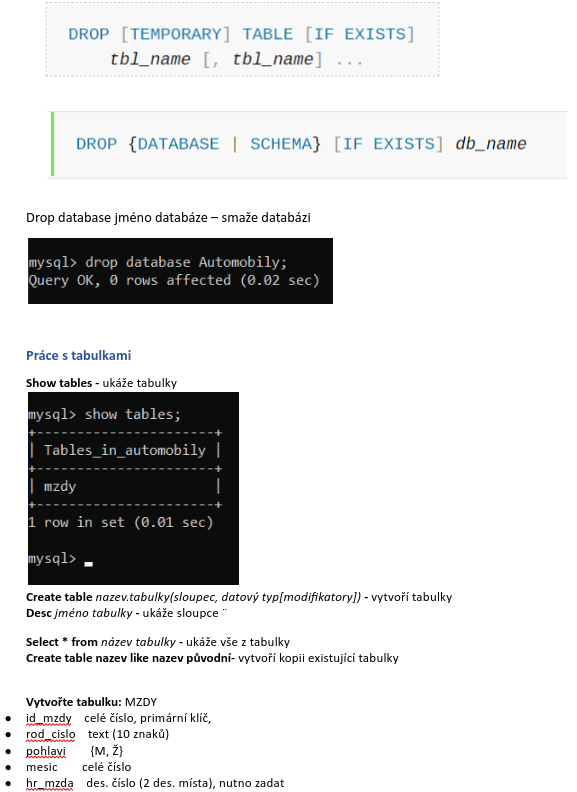 DROP [TEMPORARY] TABLE [IF EXISTS]
tbl_name [, tbl_name] ...
DROP {DATABASE | SCHEMA} [IF EXISTS] db_name
Drop database jméno databáze – smaže databázi
mysql> drop database Automobily;
Query OK, 0 rows affected (0.02 sec)
Práce s tabulkami
Show tables - ukáže tabulky
mysql> show tables;
+----------------------+
| Tables_in_automobily |
+----------------------+
| mzdy                 |
+----------------------+
1 row in set (0.01 sec)
mysql>
Create table nazev.tabulky(sloupec, datový typ[modifikatory]) - vytvoří tabulky
Desc jméno tabulky - ukáže sloupce ¨
Select * from název tabulky - ukáže vše z tabulky
Create table nazev like nazev původní- vytvoří kopii existující tabulky
Vytvořte tabulku: MZDY
● id_mzdy celé číslo, primární klíč,
● rod_cislo text (10 znaků)
● pohlavi {M, Ž}
● mesic celé číslo
● hr_mzda des. číslo (2 des. místa), nutno zadat